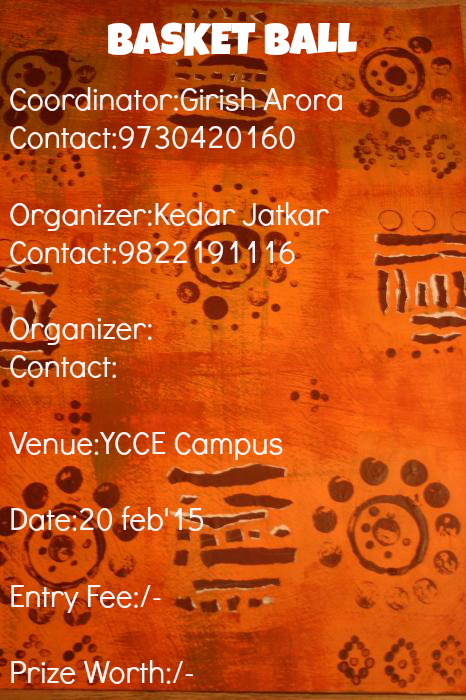 BASKET BALL
Coordinator:Girish Arora
Contact:9730420160
Organizer:Kedar Jatkar
Contact:9822191116
Organizer:
Contact:
Venue:YCCE Campus
Date:20 feb'15
Entry Fee:/-
Prize Worth:/-